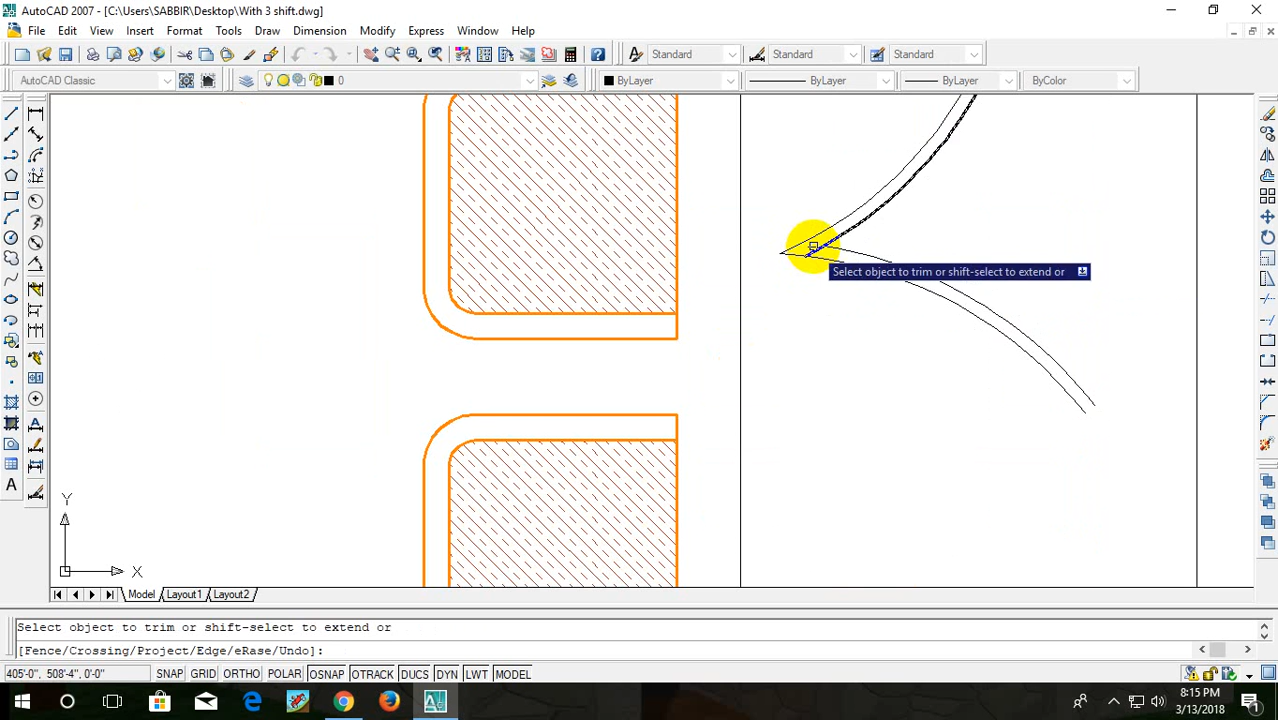 AutoCAD 2007 - [C:\Users\SABBIR\Desktop\With 3 shift.dwg]
File Edit View Insert Format Tools Draw Dimension Modify Express Window Help
Standard Standard Standard
AutoCAD Classic 0 ByLayer ByLayer ByLayer ByColor
Select object to trim or shift-select to extend or
Y
X
A
Model Layout1 Layout2
Select object to trim or shift-select to extend or
[Fence/Crossing/Project/Edge/eRase/Undo]:
405'-0", 508'-4", 0'-0" SNAP GRID ORTHO POLAR OSNAP OTRACK DUCS DYN LWT MODEL
8:15 PM
3/13/2018